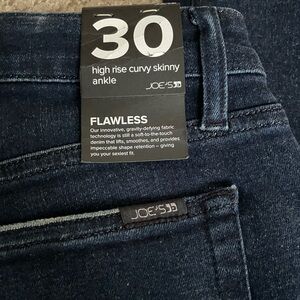 30
high rise curvy skinny
ankle
JOE'S
FLAWLESS
Our innovative, gravity-defying fabric
technology is still a soft-to-the-touch
denim that lifts, smoothes, and provides
impeccable shape retention – giving
you your sexiest fit.
JOE'S